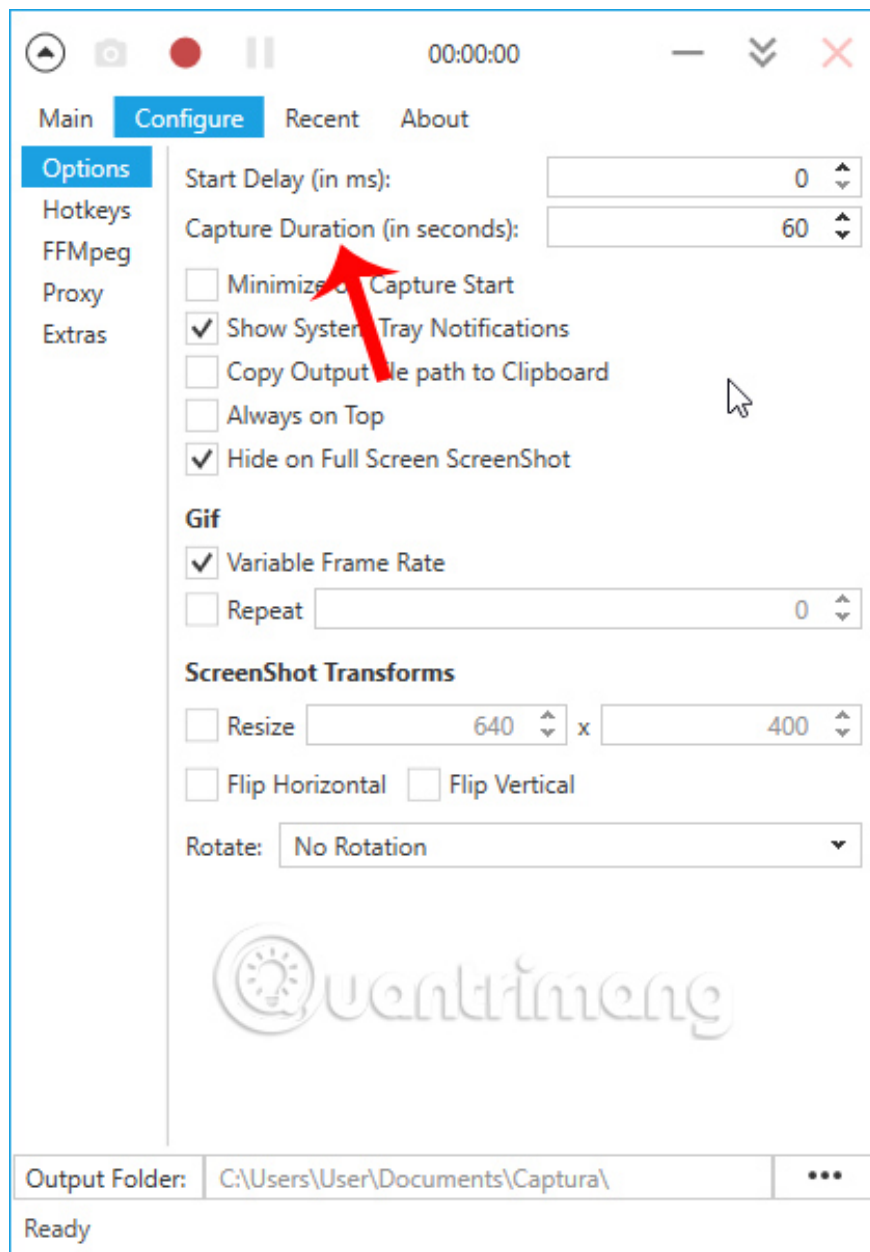 00:00:00
Main Configure Recent About
Options
Hotkeys
FFMpeg
Proxy
Extras
Start Delay (in ms): 0
Capture Duration (in seconds): 60
Minimize Capture Start
Show System Tray Notifications
Copy Output path to Clipboard
Always on Top
Hide on Full Screen ScreenShot
Gif
Variable Frame Rate
Repeat 0
ScreenShot Transforms
Resize 640 x 400
Flip Horizontal Flip Vertical
Rotate: No Rotation
Quantrimang
Output Folder: C:\Users\User\Documents\Captura\
Ready